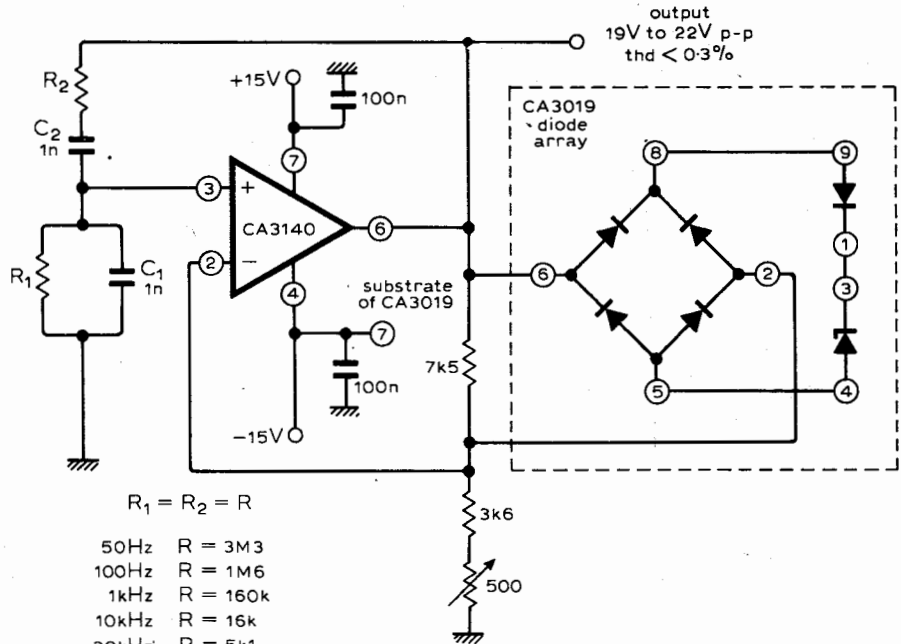 output
19V to 22V p-p
thd < 0·3%
R2
+15V
100n
CA3019
diode
array
C2
1n
7
8
9
3
+
CA3140
6
1
2
−
R1
C1
1n
4
substrate
of CA3019
6
2
3
7
7k5
100n
5
4
−15V
R1 = R2 = R
3k6
50Hz R = 3M3
100Hz R = 1M6
500
1kHz R = 160k
10kHz R = 16k
R = 5k1